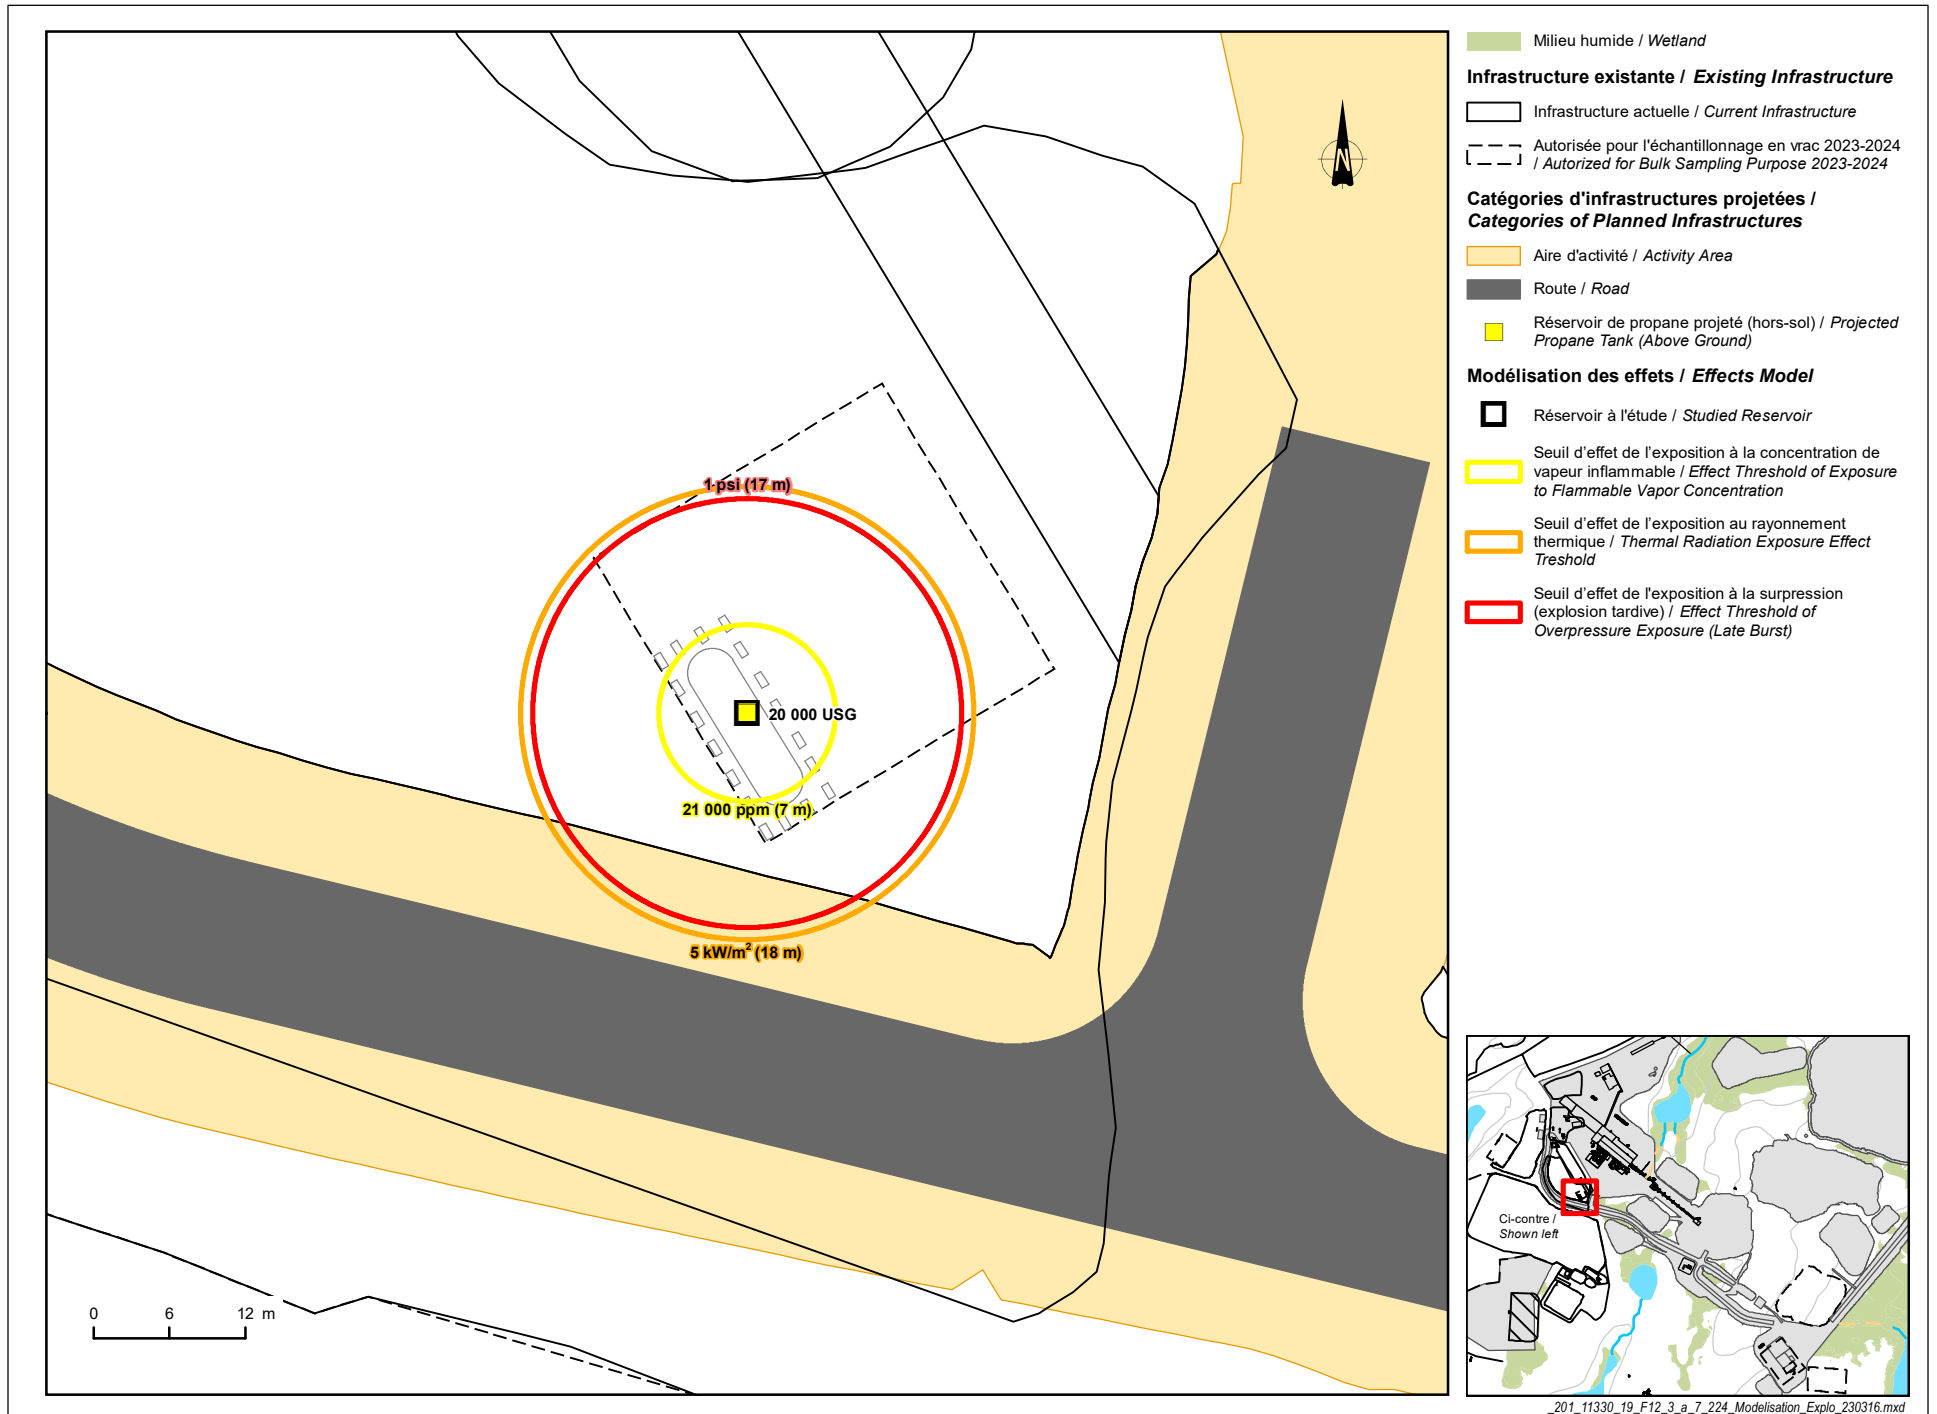 1 psi (17 m)
20 000 USG
21 000 ppm (7 m)
5 kW/m² (18 m)
N
0 6 12 m
Milieu humide / Wetland
Infrastructure existante / Existing Infrastructure
Infrastructure actuelle / Current Infrastructure
Autorisée pour l'échantillonnage en vrac 2023-2024
/ Autorized for Bulk Sampling Purpose 2023-2024
Catégories d'infrastructures projetées /
Categories of Planned Infrastructures
Aire d'activité / Activity Area
Route / Road
Réservoir de propane projeté (hors-sol) / Projected
Propane Tank (Above Ground)
Modélisation des effets / Effects Model
Réservoir à l'étude / Studied Reservoir
Seuil d’effet de l’exposition à la concentration de
vapeur inflammable / Effect Threshold of Exposure
to Flammable Vapor Concentration
Seuil d’effet de l’exposition au rayonnement
thermique / Thermal Radiation Exposure Effect
Treshold
Seuil d’effet de l'exposition à la surpression
(explosion tardive) / Effect Threshold of
Overpressure Exposure (Late Burst)
Ci-contre /
Shown left
_201_11330_19_F12_3_a_7_224_Modelisation_Explo_230316.mxd